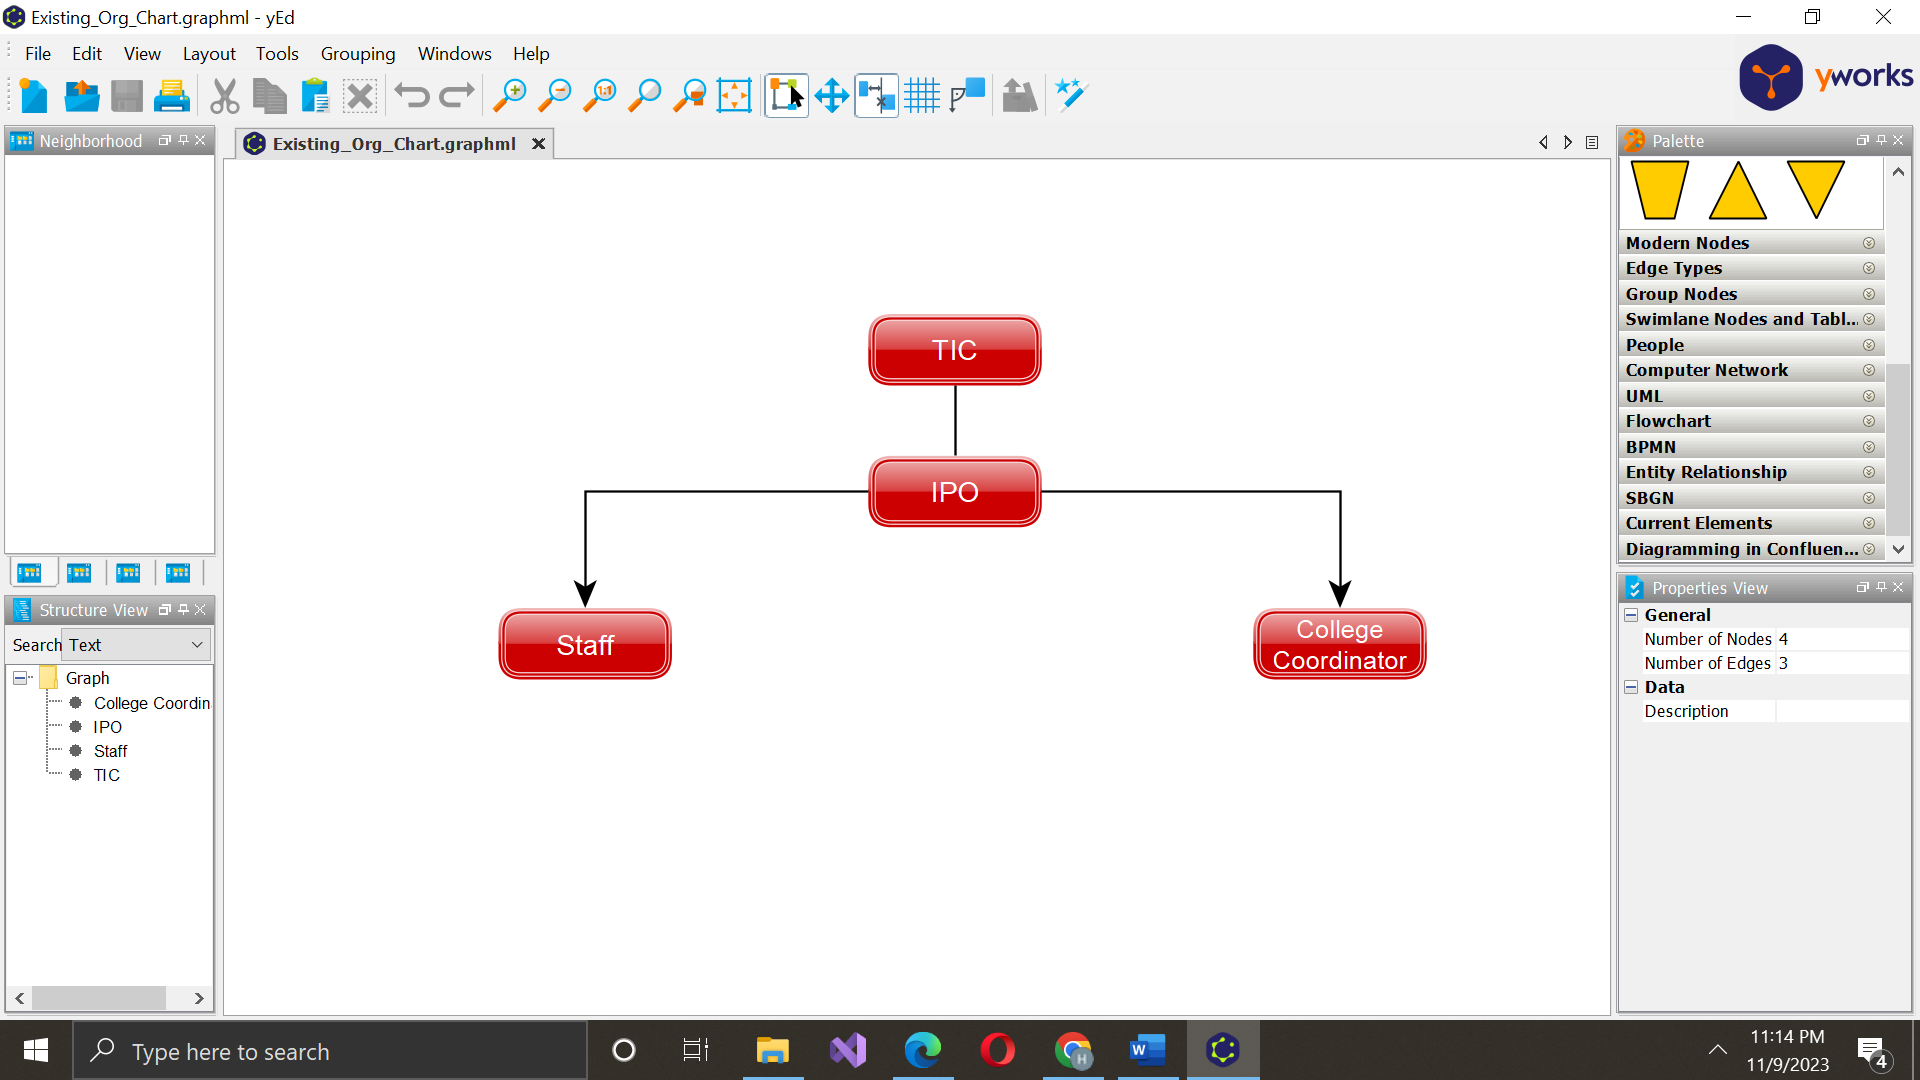 Existing_Org_Chart.graphml - yEd
File Edit View Layout Tools Grouping Windows Help
yworks
Neighborhood
Existing_Org_Chart.graphml
Palette
Modern Nodes
Edge Types
Group Nodes
Swimlane Nodes and Tabl...
People
Computer Network
UML
Flowchart
BPMN
Entity Relationship
SBGN
Current Elements
Diagramming in Confluen...
TIC
IPO
Staff
College
Coordinator
Structure View
Search Text
Graph
College Coordin
IPO
Staff
TIC
Properties View
General
Number of Nodes 4
Number of Edges 3
Data
Description
Type here to search
11:14 PM
11/9/2023
4